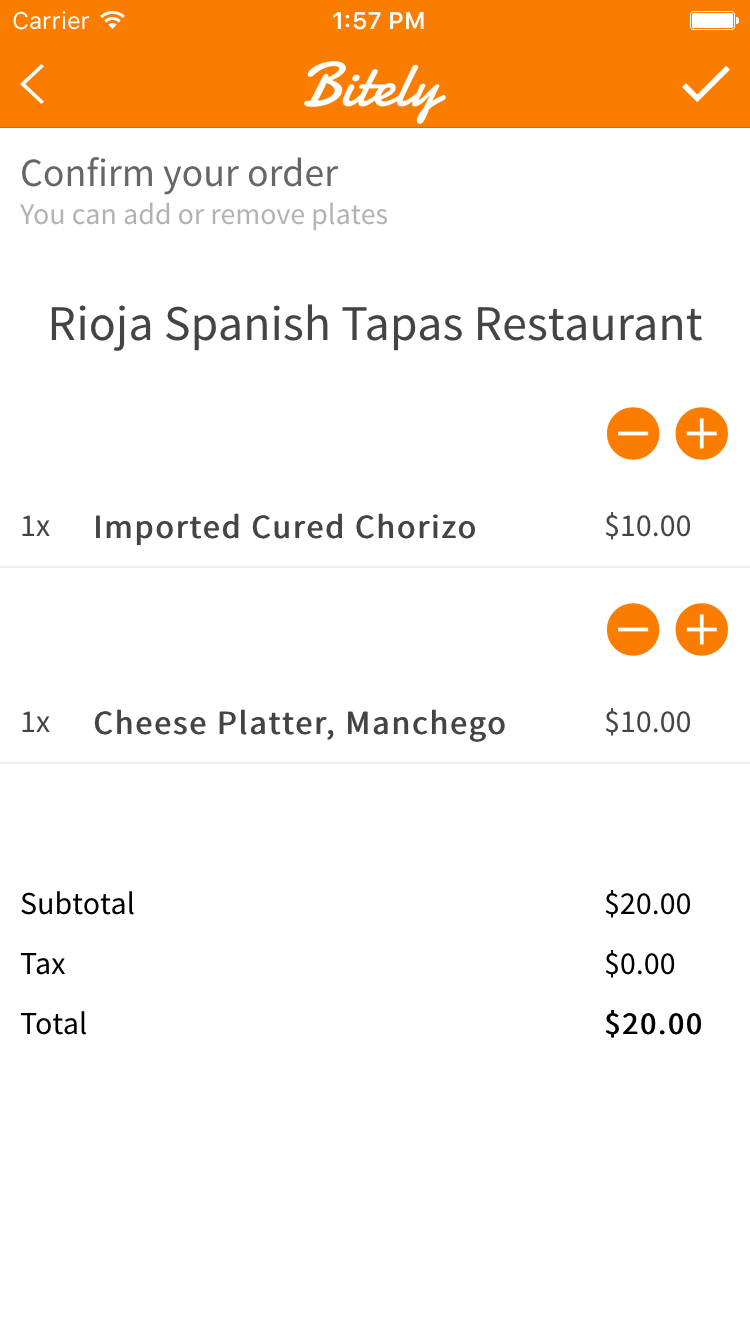 Carrier 1:57 PM
Bitely
Confirm your order
You can add or remove plates
Rioja Spanish Tapas Restaurant
1x Imported Cured Chorizo $10.00
1x Cheese Platter, Manchego $10.00
Subtotal $20.00
Tax $0.00
Total $20.00